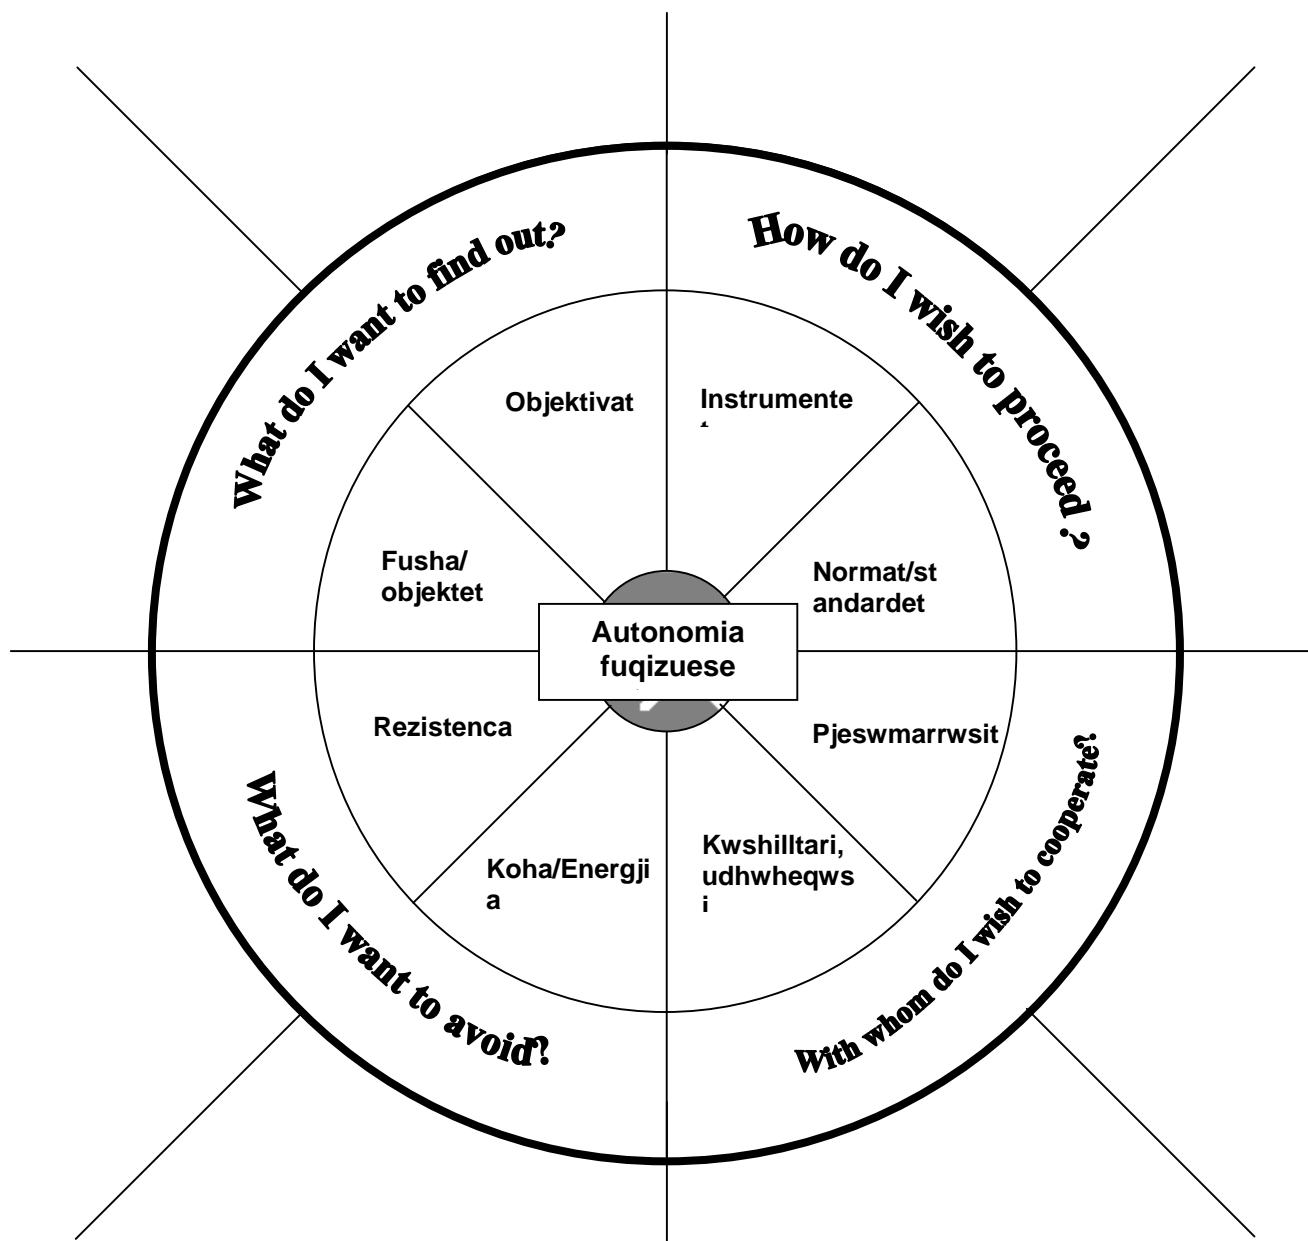 What do I want to find out?
How do I wish to proceed ?
Objektivat
Instrumente
t
Fusha/
objektet
Normat/st
andardet
Autonomia
fuqizuese
Rezistenca
Pjeswmarrwsit
Koha/Energji
a
Kwshilltari,
udhwheqws
i
What do I want to avoid?
With whom do I wish to cooperate?